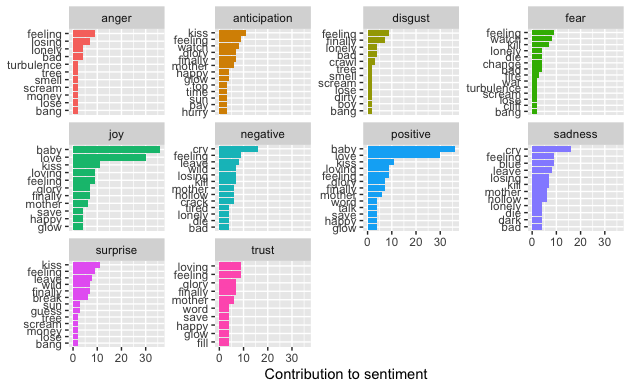 anger
feeling
losing
lonely
bad
turbulence
tree
smell
scream
money
lose
bang
anticipation
kiss
feeling
watch
glory
finally
mother
happy
glow
top
time
sun
pay
hurry
disgust
feeling
finally
lonely
bad
crawl
tree
smell
scream
lose
dirty
boy
bang
fear
feeling
watch
kill
lonely
die
change
bad
fire
war
turbulence
scream
lose
cliff
bang
joy
baby
love
kiss
loving
feeling
glory
finally
mother
save
happy
glow
negative
cry
feeling
leave
wild
losing
kill
mother
hollow
crack
tired
lonely
die
bad
positive
baby
love
kiss
loving
feeling
glory
finally
mother
word
talk
save
happy
glow
sadness
cry
feeling
blue
leave
losing
kill
mother
hollow
lonely
die
dark
bad
0 10 20 30
0 10 20 30
surprise
kiss
feeling
leave
wild
finally
break
sun
guess
tree
scream
money
lose
bang
trust
loving
feeling
glory
finally
mother
word
save
happy
glow
fill
0 10 20 30
0 10 20 30
Contribution to sentiment